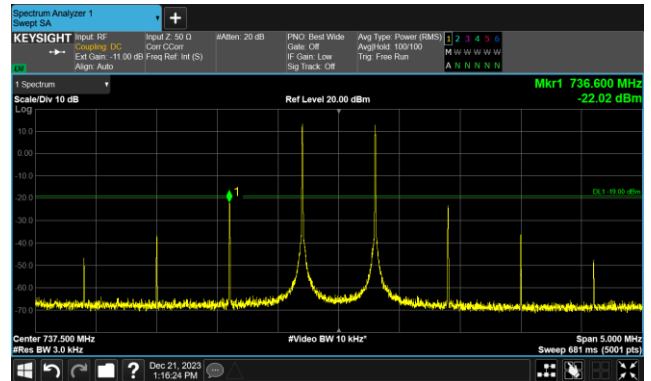 Spectrum Analyzer 1
Swept SA
+
KEYSIGHT Input: RF Input Z: 50 Ω #Atten: 20 dB PNO: Best Wide Avg Type: Power (RMS) 1 2 3 4 5 6
Coupling: DC Corr CCorr Gate: Off Avg|Hold: 100/100 M W W W W W
Ext Gain: -11.00 dB Freq Ref: Int (S) IF Gain: Low Trig: Free Run
Align: Auto Sig Track: Off A N N N N N
1 Spectrum Mkr1 736.600 MHz
Scale/Div 10 dB Ref Level 20.00 dBm -22.02 dBm
Log
10.0
0.00
-10.0
1
DL1 -19.00 dBm
-20.0
-30.0
-40.0
-50.0
-60.0
-70.0
Center 737.500 MHz #Video BW 10 kHz* Span 5.000 MHz
#Res BW 3.0 kHz Sweep 681 ms (5001 pts)
? Dec 21, 2023
1:16:24 PM